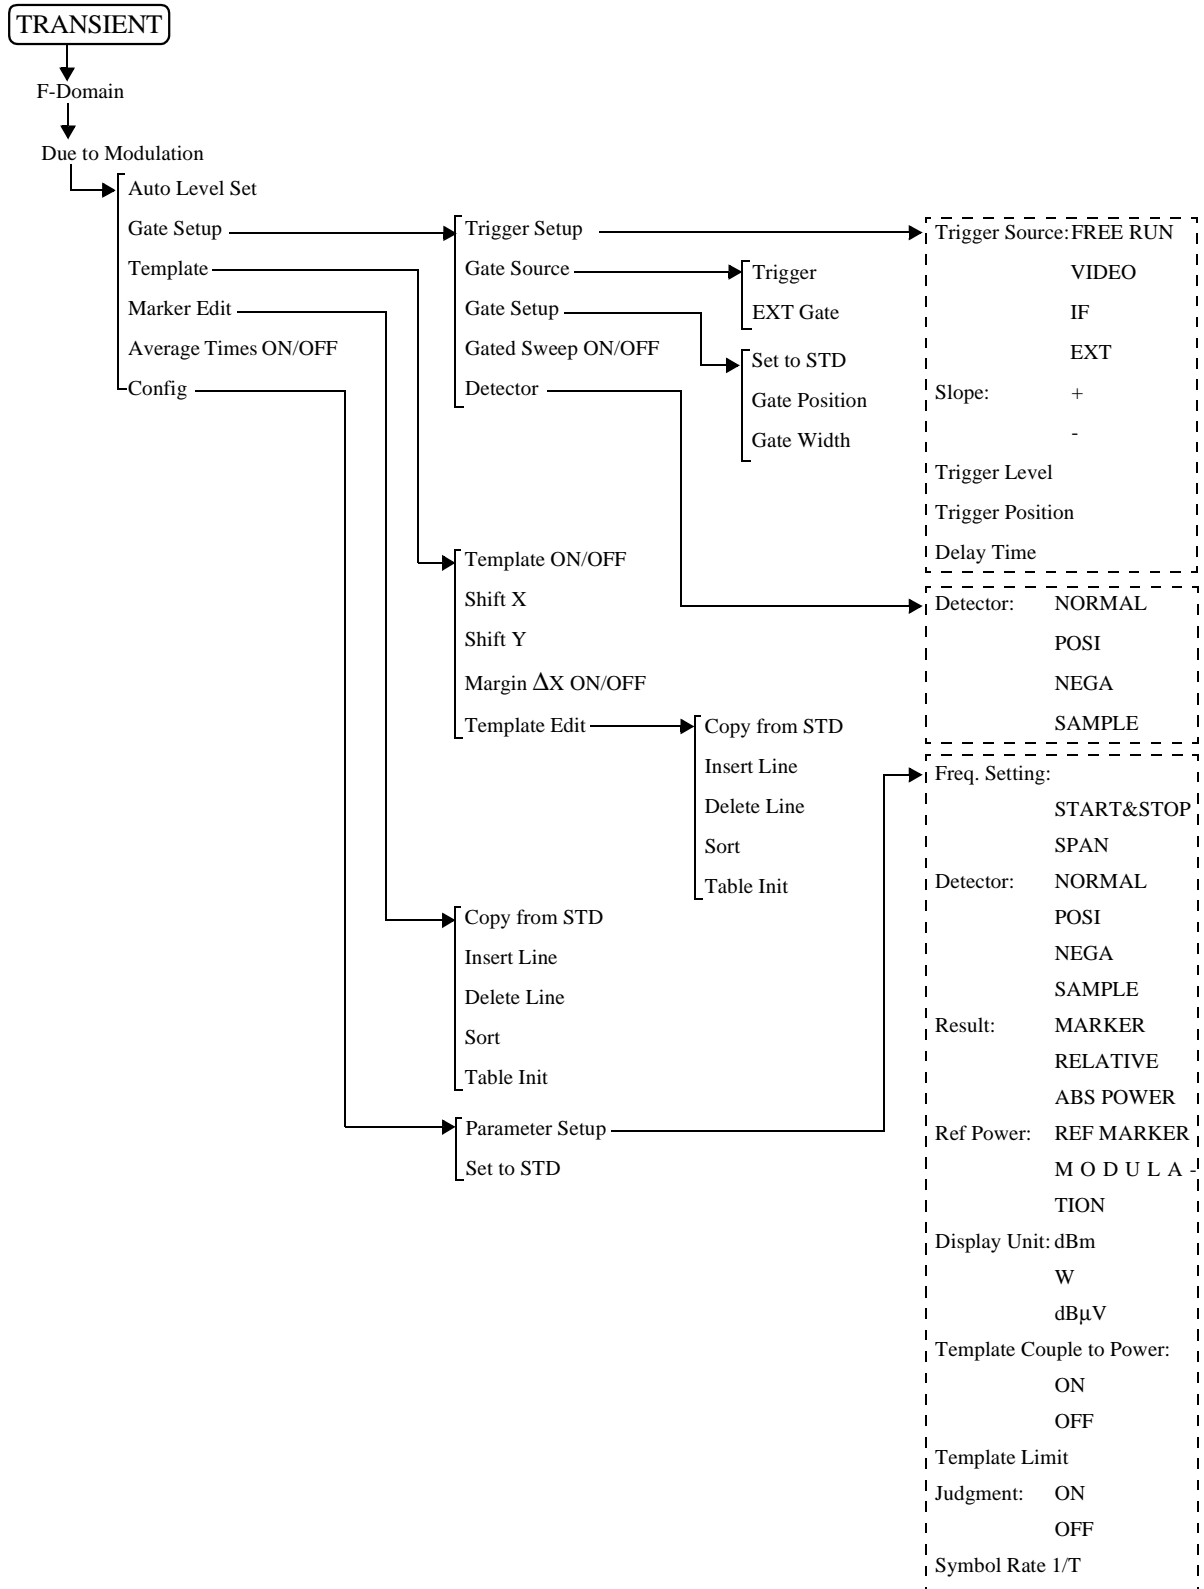 TRANSIENT
F-Domain
Due to Modulation
Auto Level Set
Gate Setup
Template
Marker Edit
Average Times ON/OFF
Config
Trigger Setup
Gate Source
Gate Setup
Gated Sweep ON/OFF
Detector
Trigger
EXT Gate
Set to STD
Gate Position
Gate Width
Template ON/OFF
Shift X
Shift Y
Margin ΔX ON/OFF
Template Edit
Copy from STD
Insert Line
Delete Line
Sort
Table Init
Copy from STD
Insert Line
Delete Line
Sort
Table Init
Parameter Setup
Set to STD
Trigger Source: FREE RUN
VIDEO
IF
EXT
Slope: +
-
Trigger Level
Trigger Position
Delay Time
Detector: NORMAL
POSI
NEGA
SAMPLE
Freq. Setting:
START&STOP
SPAN
Detector: NORMAL
POSI
NEGA
SAMPLE
Result: MARKER
RELATIVE
ABS POWER
Ref Power: REF MARKER
MODULA-
TION
Display Unit: dBm
W
dBμV
Template Couple to Power:
ON
OFF
Template Limit
Judgment: ON
OFF
Symbol Rate 1/T